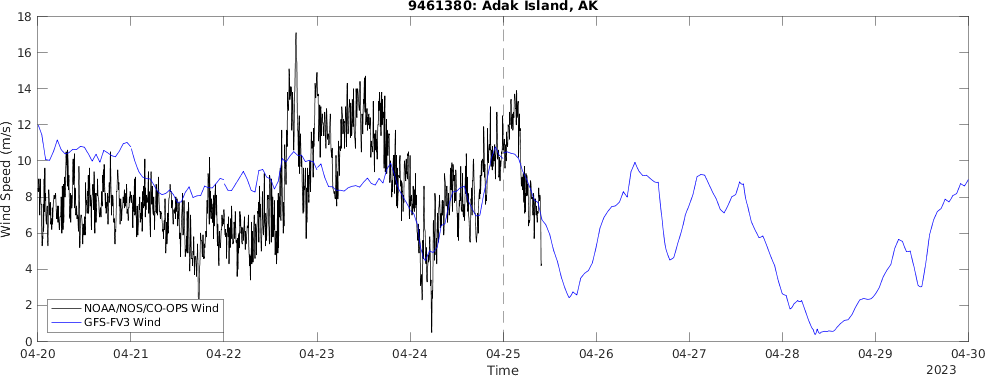 9461380: Adak Island, AK
Wind Speed (m/s)
18
16
14
12
10
8
6
4
2
0
NOAA/NOS/CO-OPS Wind
GFS-FV3 Wind
04-20 04-21 04-22 04-23 04-24 04-25 04-26 04-27 04-28 04-29 04-30
Time
2023